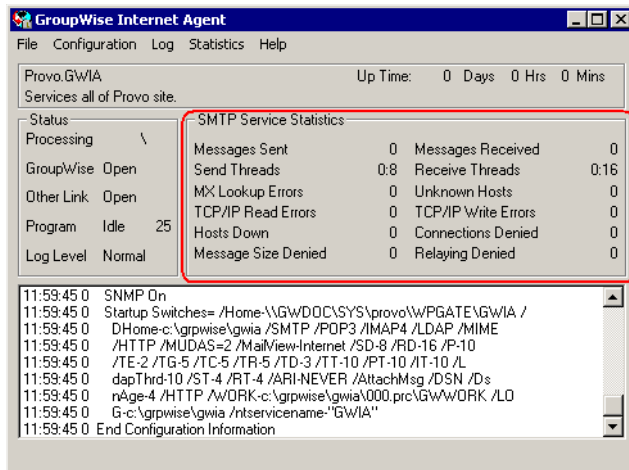 GroupWise Internet Agent
File Configuration Log Statistics Help
Provo.GWIA Up Time: 0 Days 0 Hrs 0 Mins
Services all of Provo site.
Status
Processing \
GroupWise Open
Other Link Open
Program Idle 25
Log Level Normal
SMTP Service Statistics
Messages Sent 0 Messages Received 0
Send Threads 0:8 Receive Threads 0:16
MX Lookup Errors 0 Unknown Hosts 0
TCP/IP Read Errors 0 TCP/IP Write Errors 0
Hosts Down 0 Connections Denied 0
Message Size Denied 0 Relaying Denied 0
11:59:45 0 SNMP On
11:59:45 0 Startup Switches= /Home-\\GWDOC\SYS\provo\WPGATE\GWIA /
11:59:45 0 DHome-c:\grpwise\gwia /SMTP /POP3 /IMAP4 /LDAP /MIME
11:59:45 0 /HTTP /MUDAS=2 /MailView-Internet /SD-8 /RD-16 /P-10
11:59:45 0 /TE-2 /TG-5 /TC-5 /TR-5 /TD-3 /TT-10 /PT-10 /IT-10 /L
11:59:45 0 dapThrd-10 /ST-4 /RT-4 /ARI-NEVER /AttachMsg /DSN /Ds
11:59:45 0 nAge-4 /HTTP /WORK-c:\grpwise\gwia\000.prc\GWWORK /LO
11:59:45 0 G-c:\grpwise\gwia /ntservicename-"GWIA"
11:59:45 0 End Configuration Information